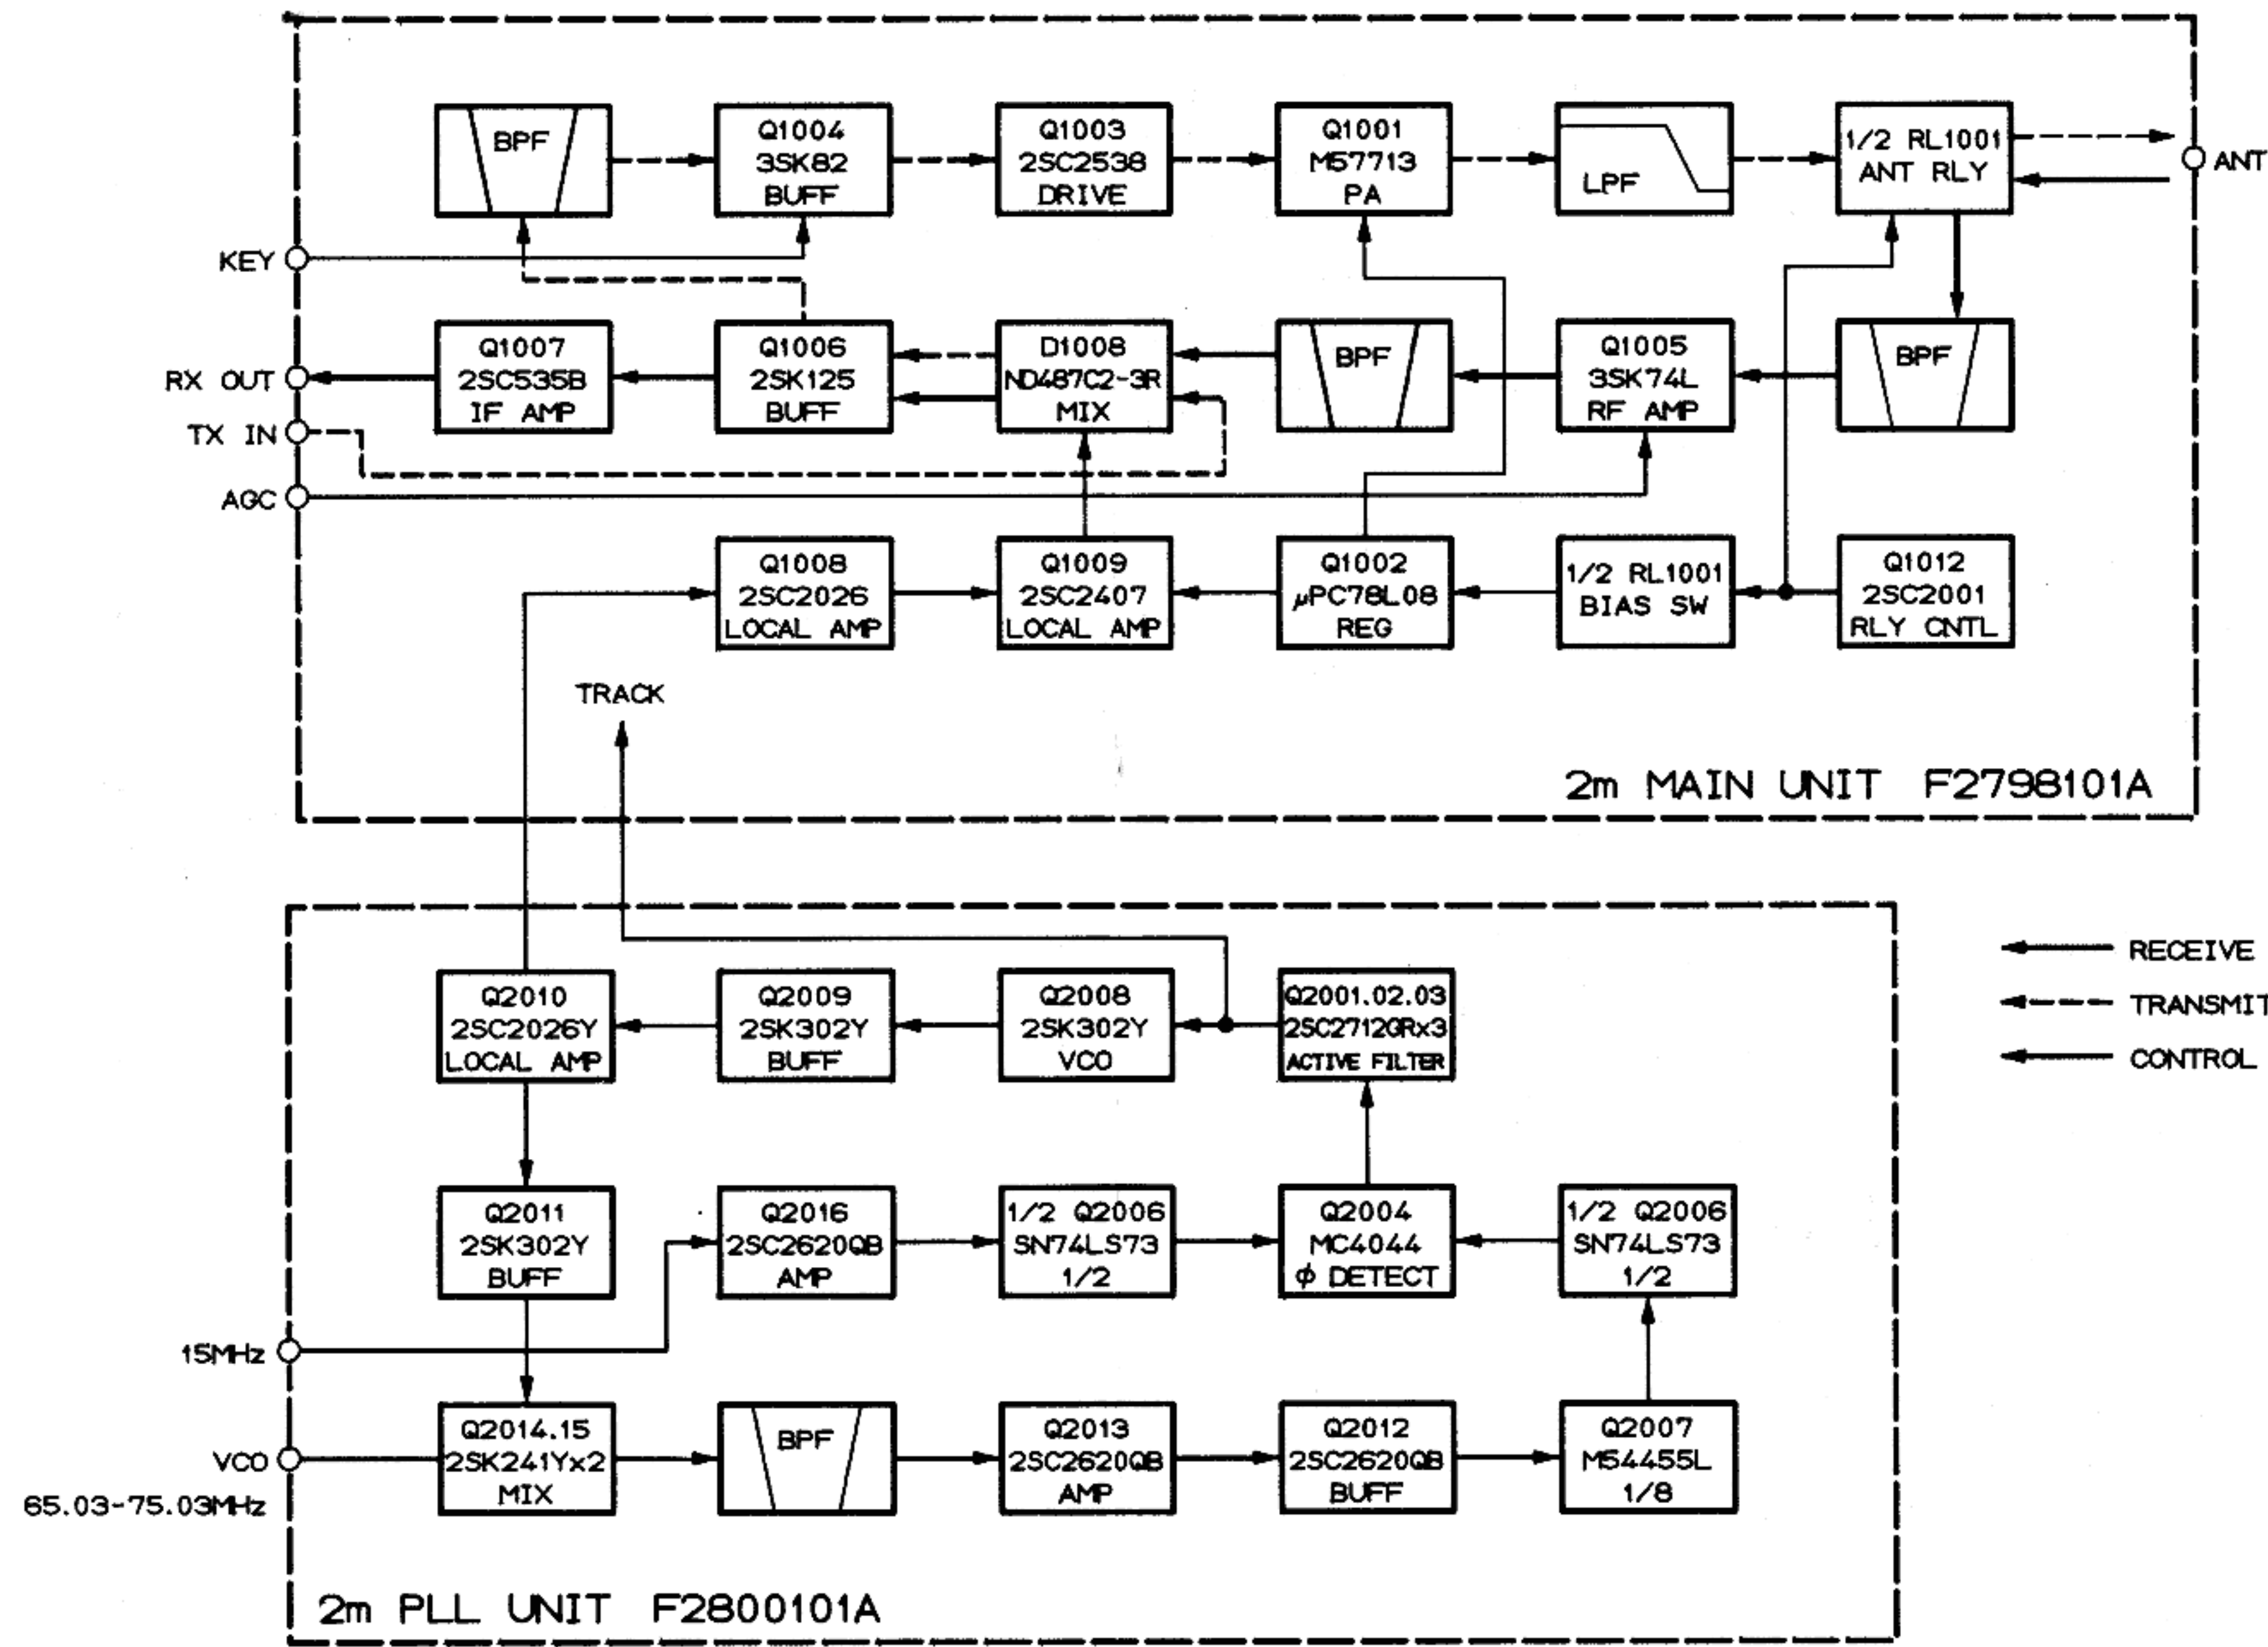 BPF
Q1004
3SK82
BUFF
Q1003
2SC2538
DRIVE
Q1001
M57713
PA
LPF
1/2 RL1001
ANT RLY
ANT
KEY
RX OUT
TX IN
AGC
Q1007
2SC535B
IF AMP
Q1006
2SK125
BUFF
D1008
ND487C2-3R
MIX
BPF
Q1005
3SK74L
RF AMP
BPF
Q1008
2SC2026
LOCAL AMP
Q1009
2SC2407
LOCAL AMP
Q1002
μPC78L08
REG
1/2 RL1001
BIAS SW
Q1012
2SC2001
RLY CNTL
TRACK
2m MAIN UNIT F2798101A
Q2010
2SC2026Y
LOCAL AMP
Q2009
2SK302Y
BUFF
Q2008
2SK302Y
VCO
Q2001.02.03
2SC2712GRx3
ACTIVE FILTER
RECEIVE
TRANSMIT
CONTROL
Q2011
2SK302Y
BUFF
Q2016
2SC2620QB
AMP
1/2 Q2006
SN74LS73
1/2
Q2004
MC4044
φ DETECT
1/2 Q2006
SN74LS73
1/2
15MHz
VCO
65.03-75.03MHz
Q2014.15
2SK241Yx2
MIX
BPF
Q2013
2SC2620QB
AMP
Q2012
2SC2620QB
BUFF
Q2007
M54455L
1/8
2m PLL UNIT F2800101A